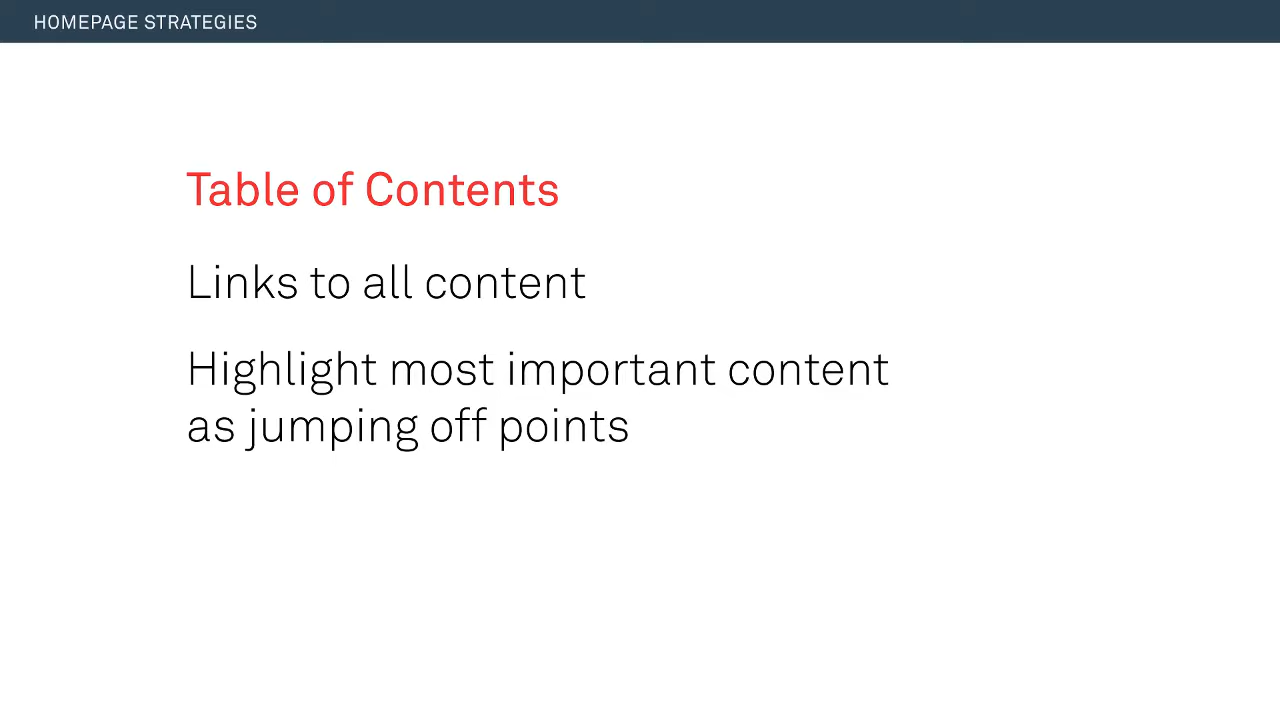 HOMEPAGE STRATEGIES
Table of Contents
Links to all content
Highlight most important content
as jumping off points